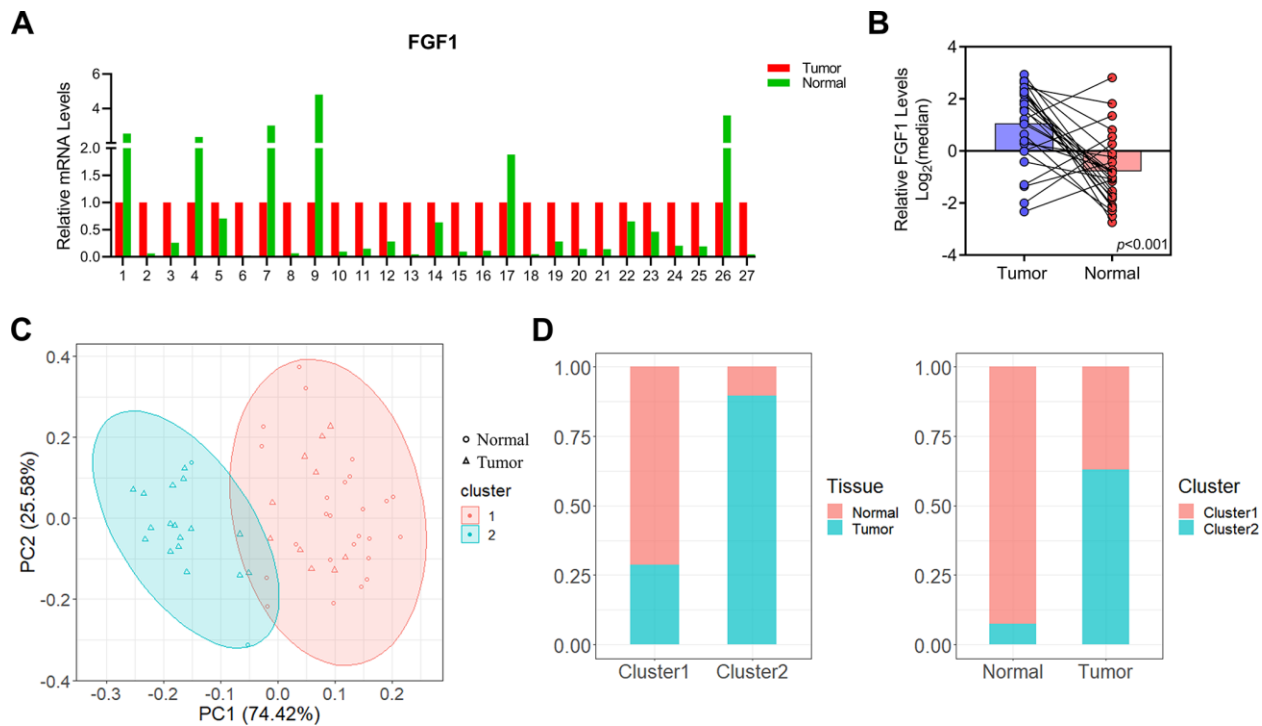 A
FGF1
Relative mRNA Levels
6
4
2.0
1.5
1.0
0.5
0.0
1 2 3 4 5 6 7 8 9 10 11 12 13 14 15 16 17 18 19 20 21 22 23 24 25 26 27
Tumor
Normal
B
Relative FGF1 Levels
Log2(median)
4
2
0
-2
-4
p<0.001
Tumor Normal
C
PC2 (25.58%)
0.4
0.2
0.0
-0.2
-0.4
-0.3 -0.2 -0.1 0.0 0.1 0.2
PC1 (74.42%)
Normal
Tumor
cluster
1
2
D
1.00
0.75
0.50
0.25
0.00
Cluster1 Cluster2
Tissue
Normal
Tumor
1.00
0.75
0.50
0.25
0.00
Normal Tumor
Cluster
Cluster1
Cluster2